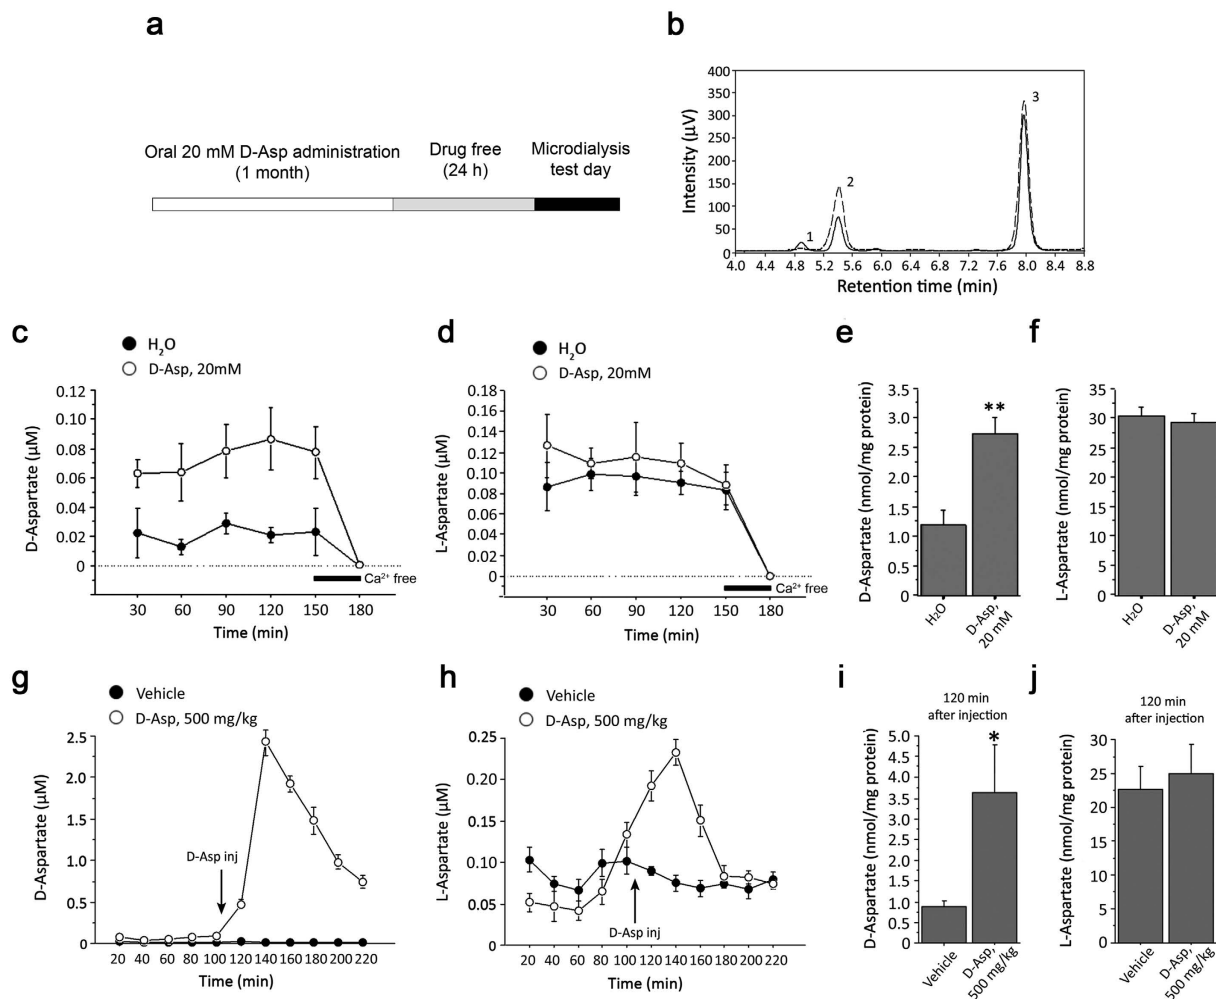 a
Oral 20 mM D-Asp administration
(1 month)
Drug free
(24 h)
Microdialysis
test day
b
Intensity (µV)
400
350
300
250
200
150
100
50
0
1
2
3
4.0 4.4 4.8 5.2 5.6 6.0 6.4 6.8 7.2 7.6 8.0 8.4 8.8
Retention time (min)
c
H₂O
D-Asp, 20mM
D-Aspartate (µM)
0.12
0.10
0.08
0.06
0.04
0.02
0
Ca²⁺ free
30 60 90 120 150 180
Time (min)
d
H₂O
D-Asp, 20mM
L-Aspartate (µM)
0.18
0.16
0.14
0.12
0.10
0.08
0.06
0.04
0.02
0
Ca²⁺ free
30 60 90 120 150 180
Time (min)
e
D-Aspartate (nmol/mg protein)
3.5
3.0
2.5
2.0
1.5
1.0
0.5
0
**
H₂O
D-Asp,
20 mM
f
L-Aspartate (nmol/mg protein)
35
30
25
20
15
10
5
0
H₂O
D-Asp,
20 mM
g
Vehicle
D-Asp, 500 mg/kg
D-Aspartate (µM)
2.5
2.0
1.5
1.0
0.5
0
D-Asp inj
20 40 60 80 100 120 140 160 180 200 220
Time (min)
h
Vehicle
D-Asp, 500 mg/kg
L-Aspartate (µM)
0.25
0.20
0.15
0.10
0.05
0
D-Asp inj
20 40 60 80 100 120 140 160 180 200 220
Time (min)
i
120 min
after injection
D-Aspartate (nmol/mg protein)
5.0
4.5
4.0
3.5
3.0
2.5
2.0
1.5
1.0
0.5
0
*
Vehicle
D-Asp,
500 mg/kg
j
120 min
after injection
L-Aspartate (nmol/mg protein)
30
25
20
15
10
5
0
Vehicle
D-Asp,
500 mg/kg